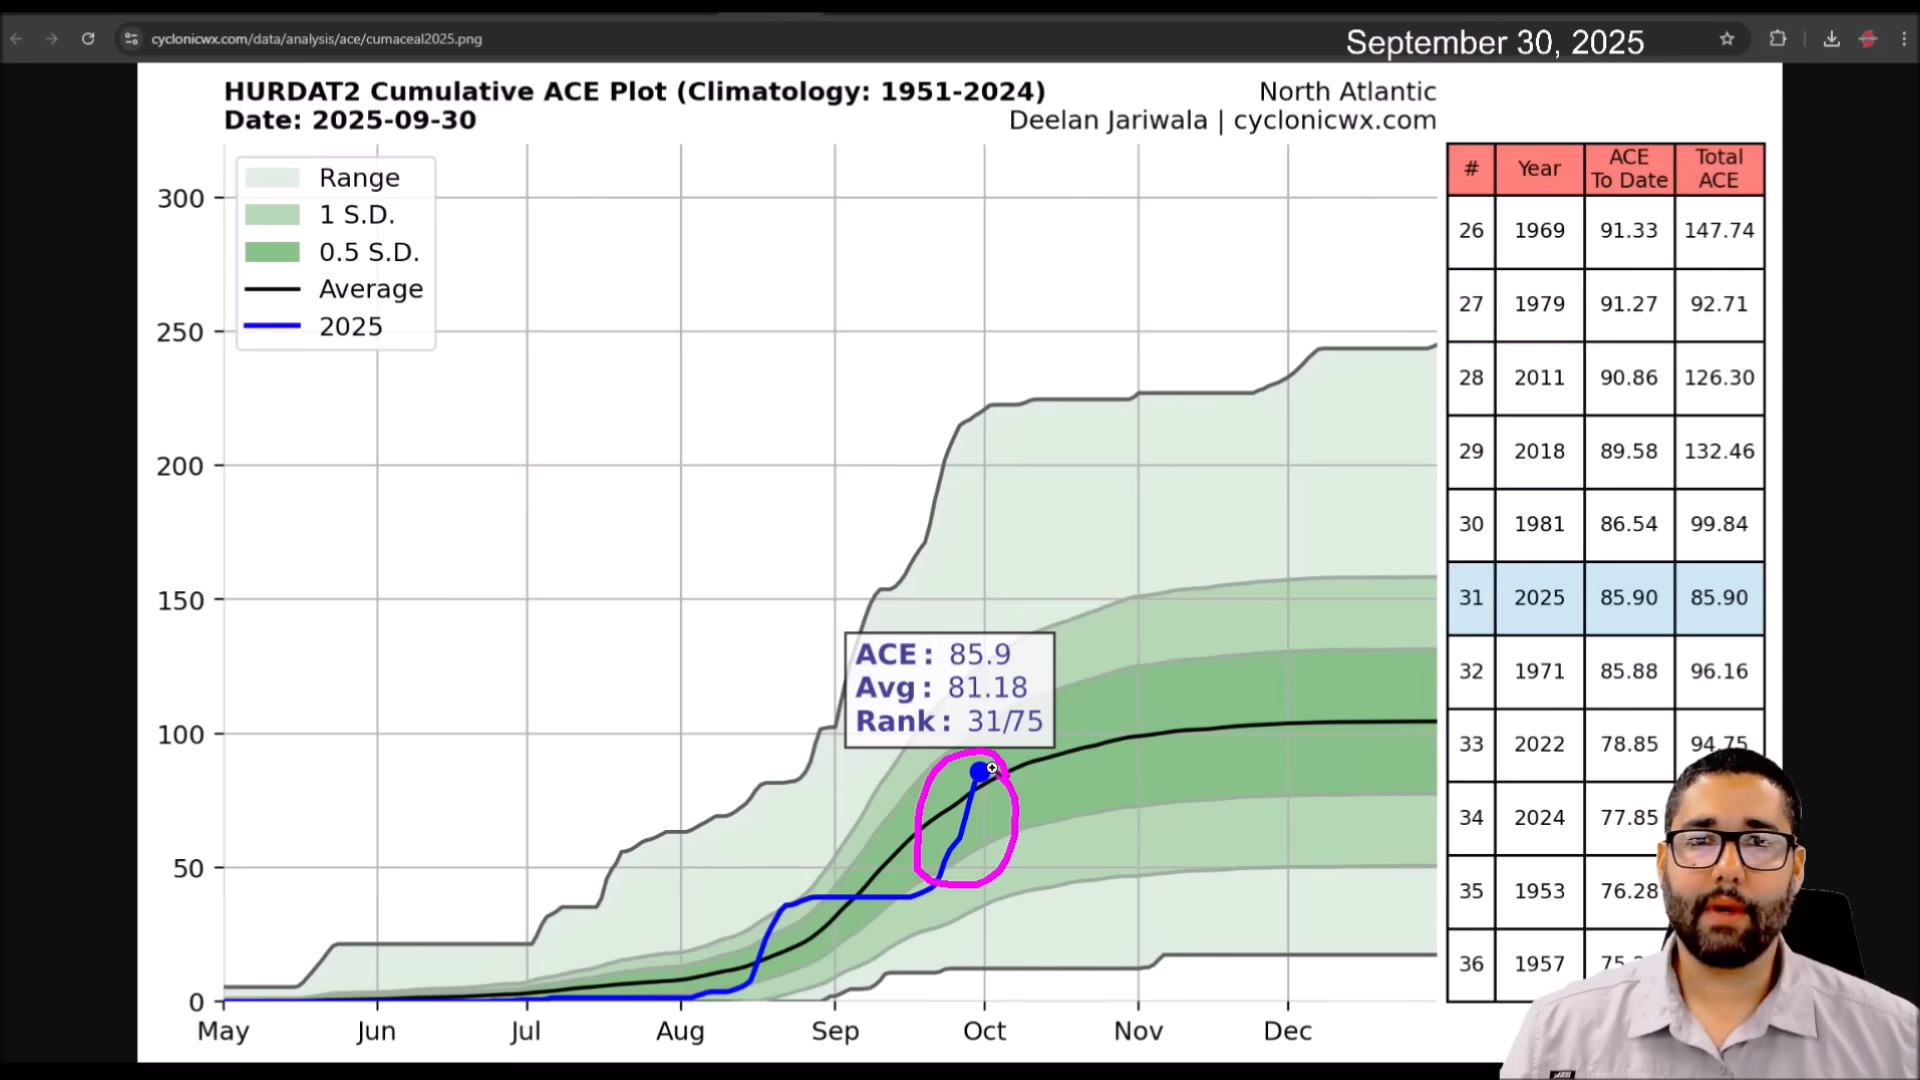 cyclonicwx.com/data/analysis/ace/cumaceal2025.png
September 30, 2025
HURDAT2 Cumulative ACE Plot (Climatology: 1951-2024)
North Atlantic
Date: 2025-09-30
Deelan Jariwala | cyclonicwx.com
Range
1 S.D.
0.5 S.D.
Average
2025
300
250
200
150
100
50
0
May Jun Jul Aug Sep Oct Nov Dec
ACE: 85.9
Avg: 81.18
Rank: 31/75
# Year ACE To Date Total ACE
26 1969 91.33 147.74
27 1979 91.27 92.71
28 2011 90.86 126.30
29 2018 89.58 132.46
30 1981 86.54 99.84
31 2025 85.90 85.90
32 1971 85.88 96.16
33 2022 78.85 94.75
34 2024 77.85
35 1953 76.28
36 1957